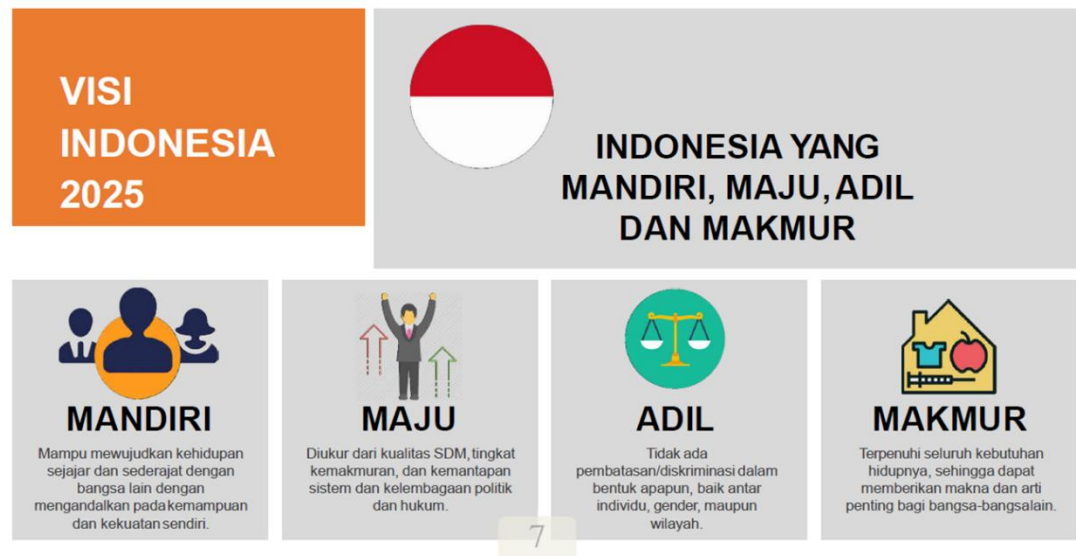 VISI
INDONESIA
2025
INDONESIA YANG
MANDIRI, MAJU, ADIL
DAN MAKMUR
MANDIRI
Mampu mewujudkan kehidupan
sejajar dan sederajat dengan
bangsa lain dengan
mengandalkan pada kemampuan
dan kekuatan sendiri.
MAJU
Diukur dari kualitas SDM, tingkat
kemakmuran, dan kemantapan
sistem dan kelembagaan politik
dan hukum.
ADIL
Tidak ada
pembatasan/diskriminasi dalam
bentuk apapun, baik antar
individu, gender, maupun
wilayah.
MAKMUR
Terpenuhi seluruh kebutuhan
hidupnya, sehingga dapat
memberikan makna dan arti
penting bagi bangsa-bangsalain.
7